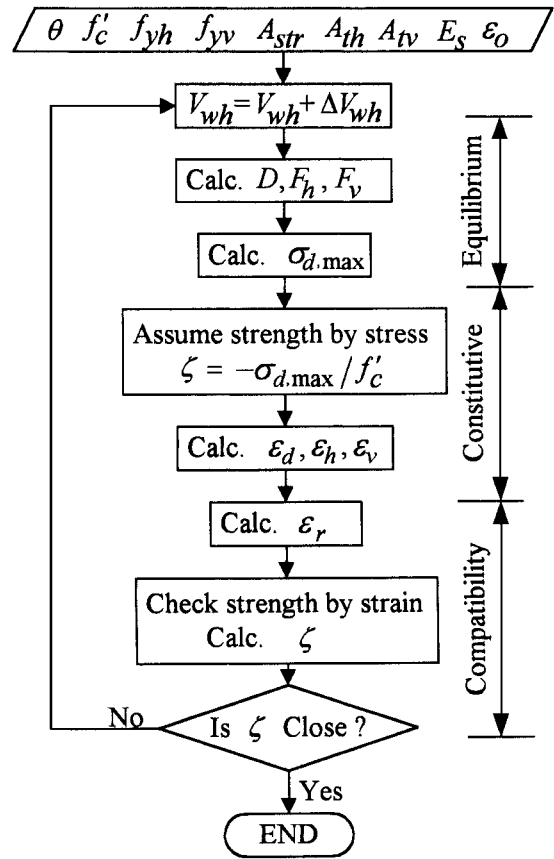 θ f′c fyh fyv Astr Ath Atv Es εo
Vwh = Vwh + ΔVwh
Calc. D, Fh, Fv
Calc. σd,max
Assume strength by stress
ζ = −σd,max / f′c
Calc. εd, εh, εv
Calc. εr
Check strength by strain
Calc. ζ
Is ζ Close ?
No
Yes
END
Equilibrium
Constitutive
Compatibility